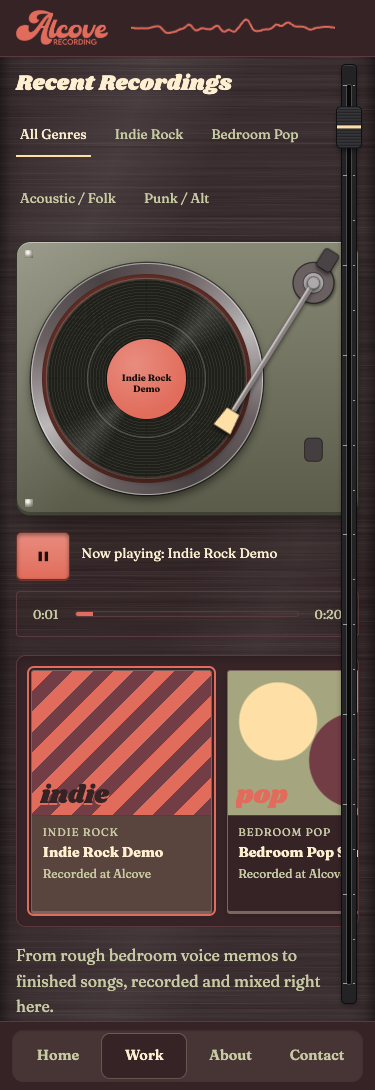 Alcove
RECORDING
Recent Recordings
All Genres
Indie Rock
Bedroom Pop
Acoustic / Folk
Punk / Alt
Indie Rock
Demo
Now playing: Indie Rock Demo
0:01
0:20
indie
pop
INDIE ROCK
Indie Rock Demo
Recorded at Alcove
BEDROOM POP
Bedroom Pop
Recorded at
From rough bedroom voice memos to
finished songs, recorded and mixed right
here.
Home
Work
About
Contact